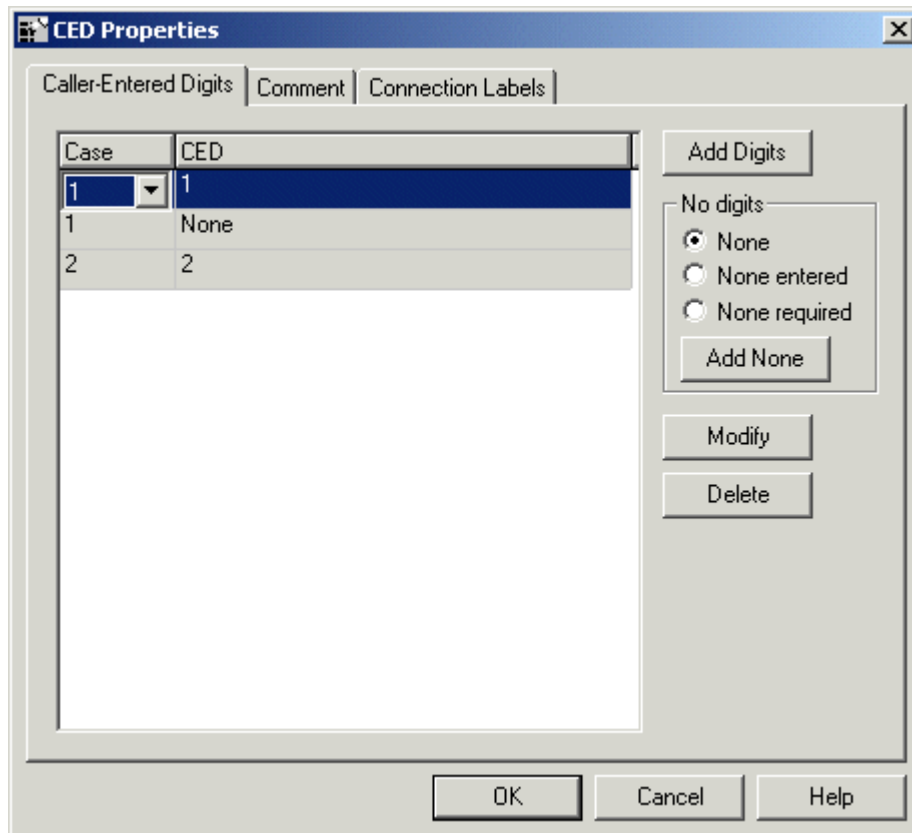 CED Properties
Caller-Entered Digits Comment Connection Labels
Case CED
1 1
1 None
2 2
Add Digits
No digits
None
None entered
None required
Add None
Modify
Delete
OK Cancel Help